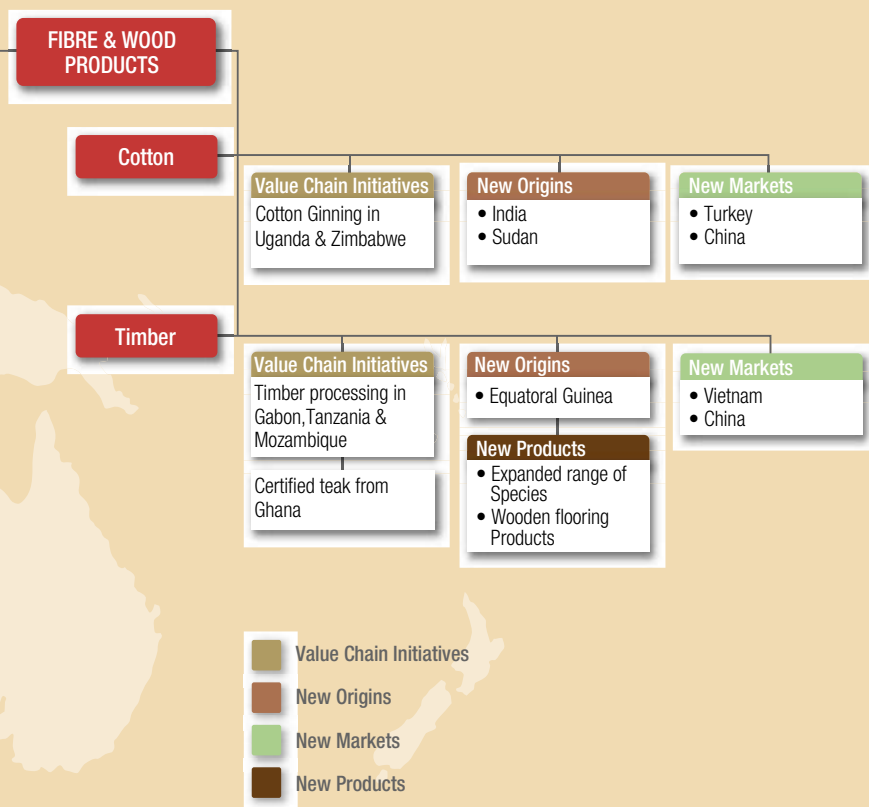 FIBRE & WOOD
PRODUCTS
Cotton
Value Chain Initiatives
Cotton Ginning in
Uganda & Zimbabwe
New Origins
• India
• Sudan
New Markets
• Turkey
• China
Timber
Value Chain Initiatives
Timber processing in
Gabon,Tanzania &
Mozambique
Certified teak from
Ghana
New Origins
• Equatoral Guinea
New Products
• Expanded range of
Species
• Wooden flooring
Products
New Markets
• Vietnam
• China
Value Chain Initiatives
New Origins
New Markets
New Products